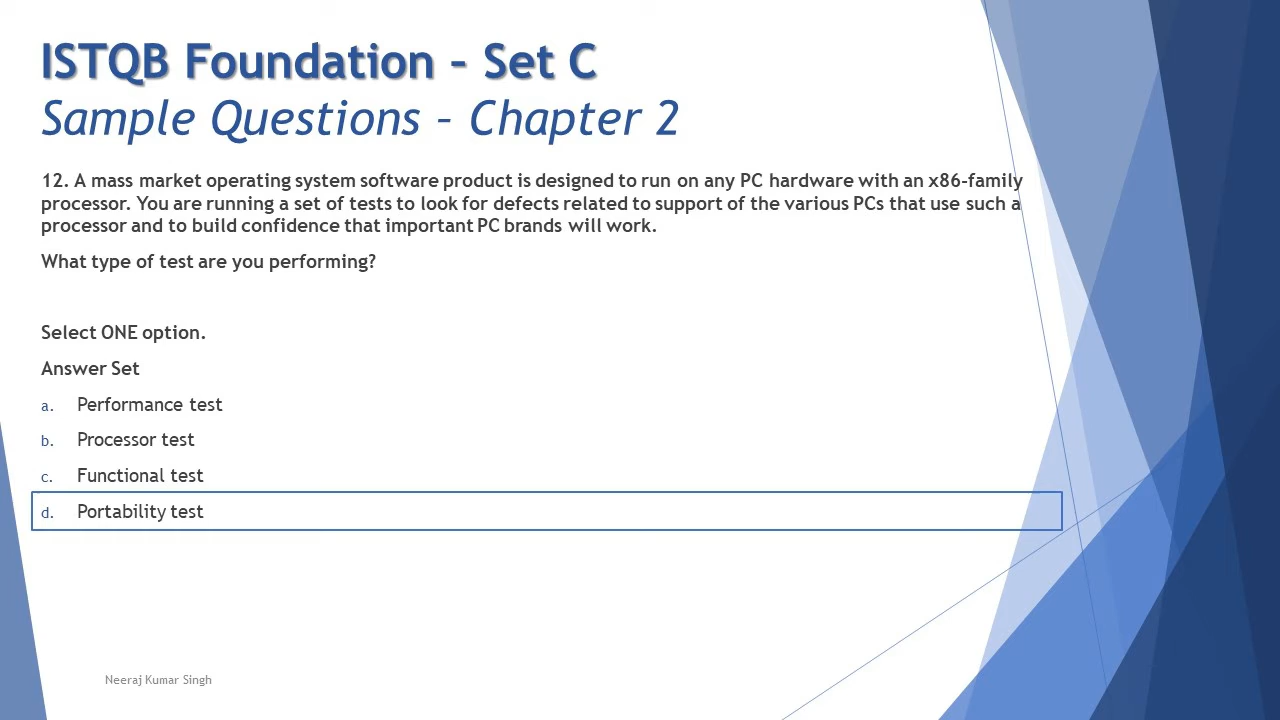 ISTQB Foundation – Set C
Sample Questions – Chapter 2
12. A mass market operating system software product is designed to run on any PC hardware with an x86-family
processor. You are running a set of tests to look for defects related to support of the various PCs that use such a
processor and to build confidence that important PC brands will work.
What type of test are you performing?
Select ONE option.
Answer Set
a. Performance test
b. Processor test
c. Functional test
d. Portability test
Neeraj Kumar Singh